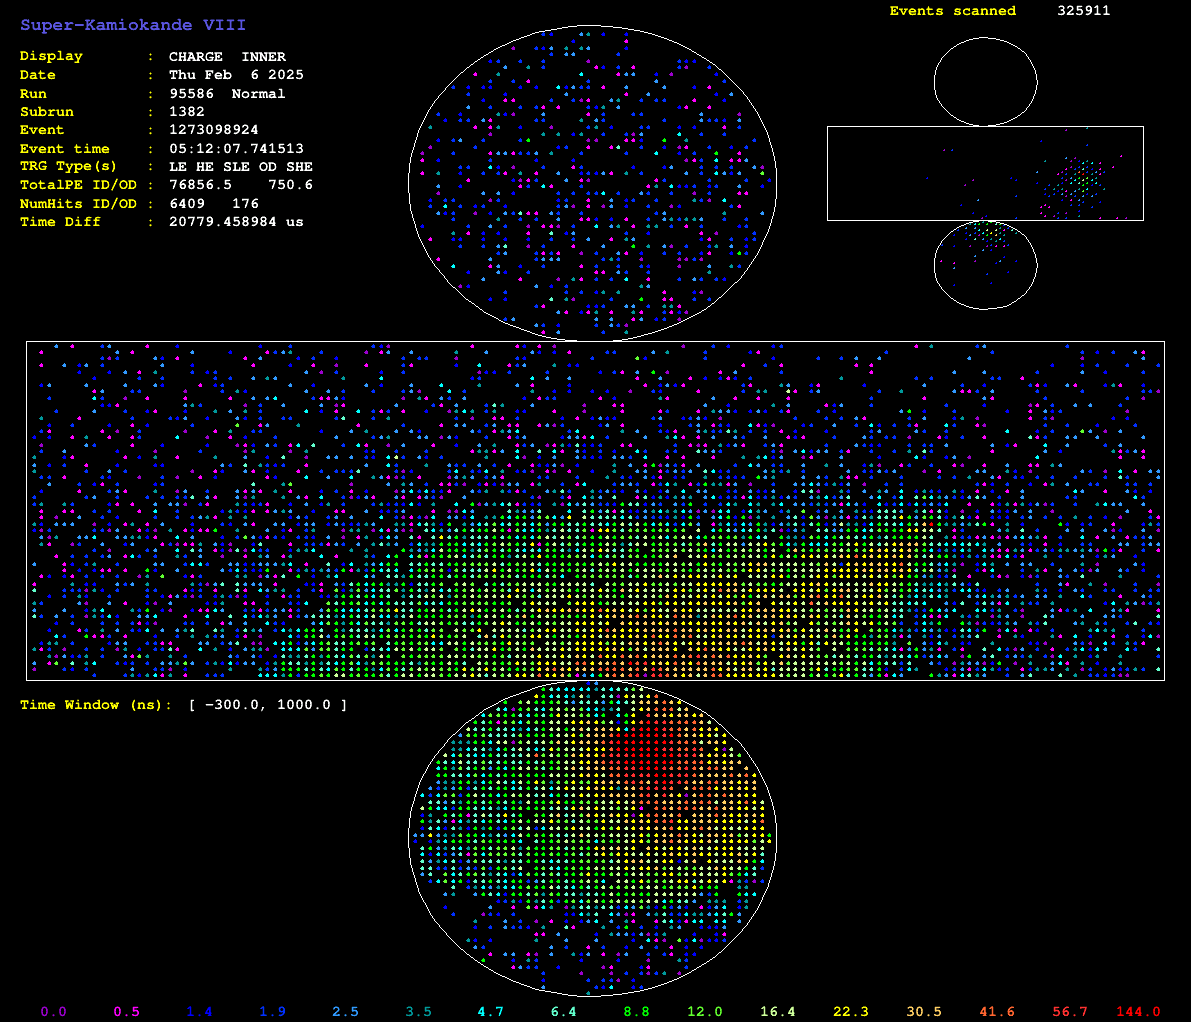 Super-Kamiokande VIII
Events scanned 325911
Display : CHARGE INNER
Date : Thu Feb 6 2025
Run : 95586 Normal
Subrun : 1382
Event : 1273098924
Event time : 05:12:07.741513
TRG Type(s) : LE HE SLE OD SHE
TotalPE ID/OD : 76856.5 750.6
NumHits ID/OD : 6409 176
Time Diff : 20779.458984 us
Time Window (ns): [ -300.0, 1000.0 ]
0.0 0.5 1.4 1.9 2.5 3.5 4.7 6.4 8.8 12.0 16.4 22.3 30.5 41.6 56.7 144.0